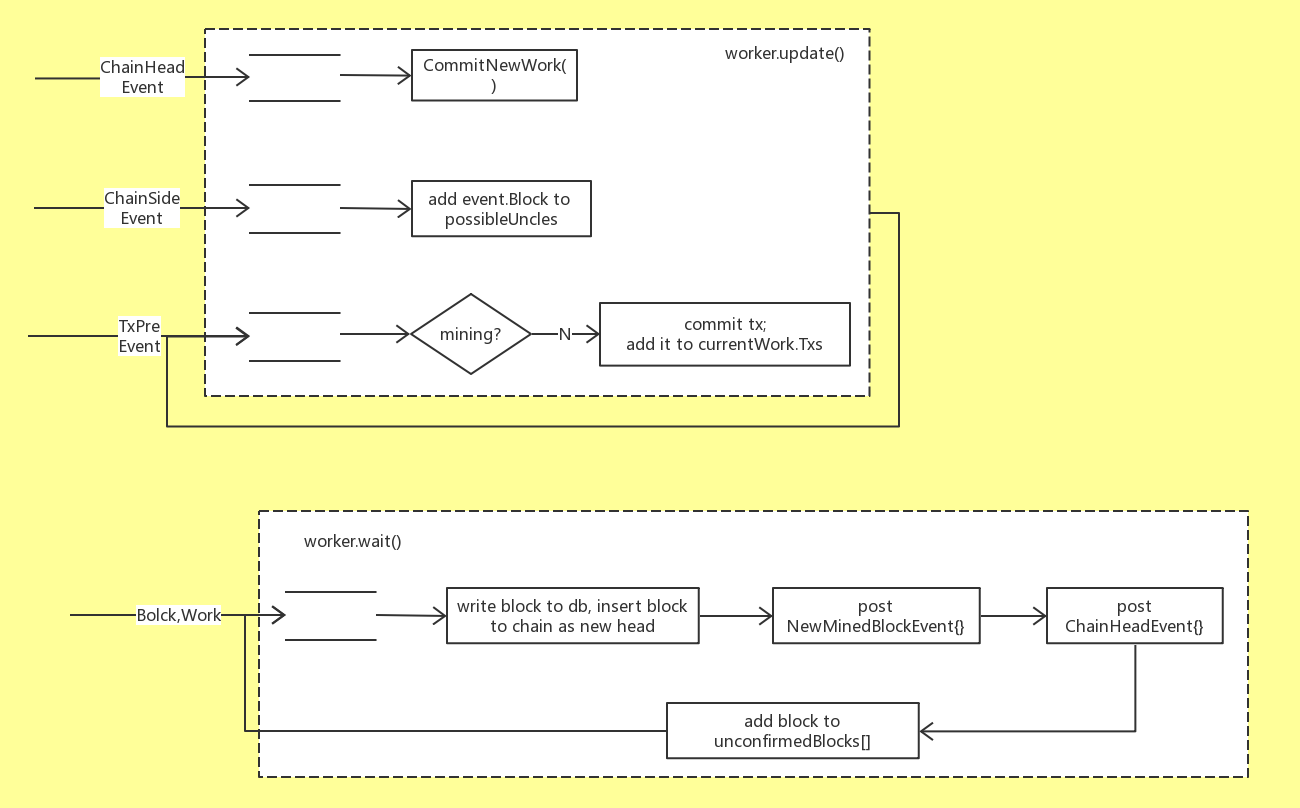 worker.update()
ChainHead
Event
CommitNewWork(
)
ChainSide
Event
add event.Block to
possibleUncles
TxPre
Event
mining?
N
commit tx;
add it to currentWork.Txs
worker.wait()
Bolck,Work
write block to db, insert block
to chain as new head
post
NewMinedBlockEvent{}
post
ChainHeadEvent{}
add block to
unconfirmedBlocks[]